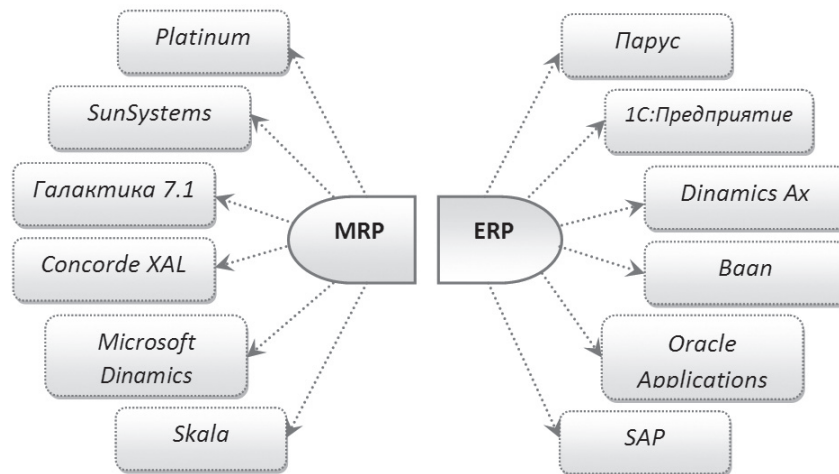 Platinum
SunSystems
Галактика 7.1
Concorde XAL
Microsoft
Dinamics
Skala
MRP
ERP
Парус
1С:Предприятие
Dinamics Ax
Baan
Oracle
Applications
SAP